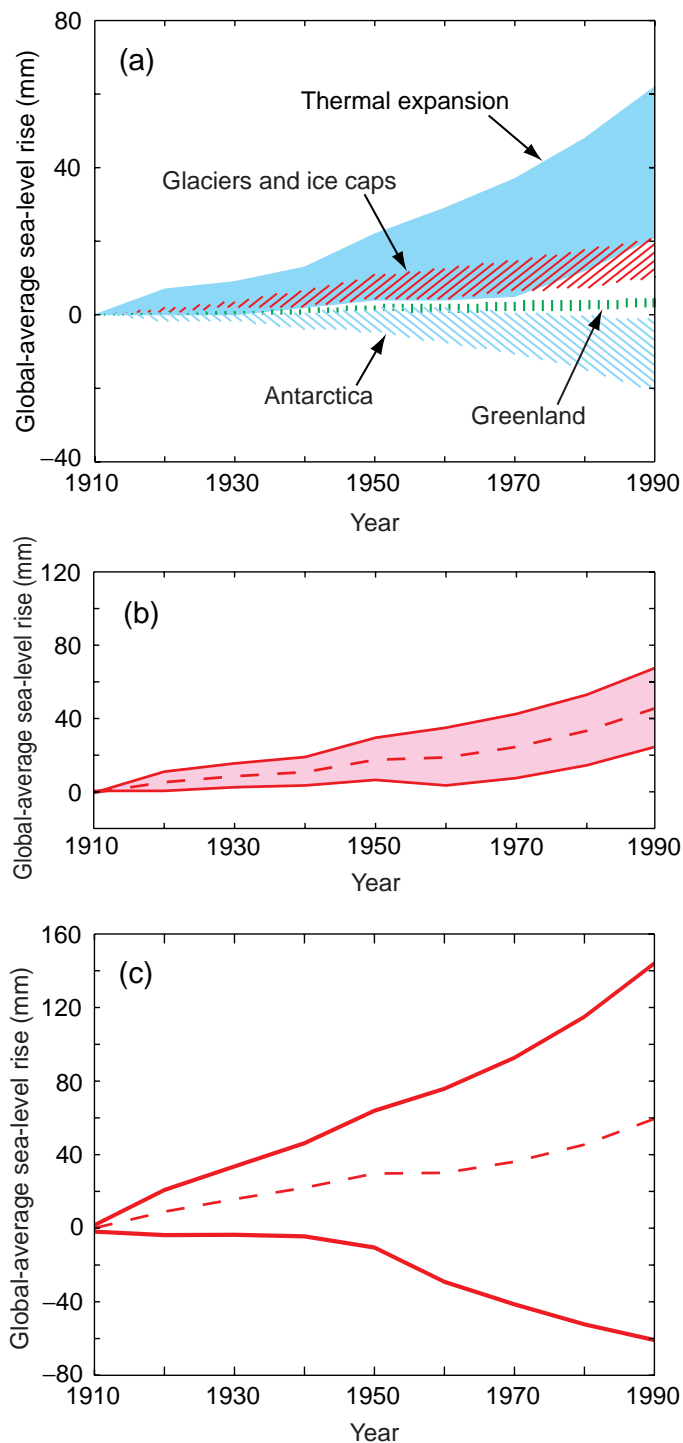 80
(a)
Thermal expansion
40
Glaciers and ice caps
0
Antarctica
Greenland
–40
Global-average sea-level rise (mm)
1910 1930 1950 1970 1990
Year
120
(b)
80
40
0
Global-average sea-level rise (mm)
1910 1930 1950 1970 1990
Year
160
(c)
120
80
40
0
–40
–80
Global-average sea-level rise (mm)
1910 1930 1950 1970 1990
Year